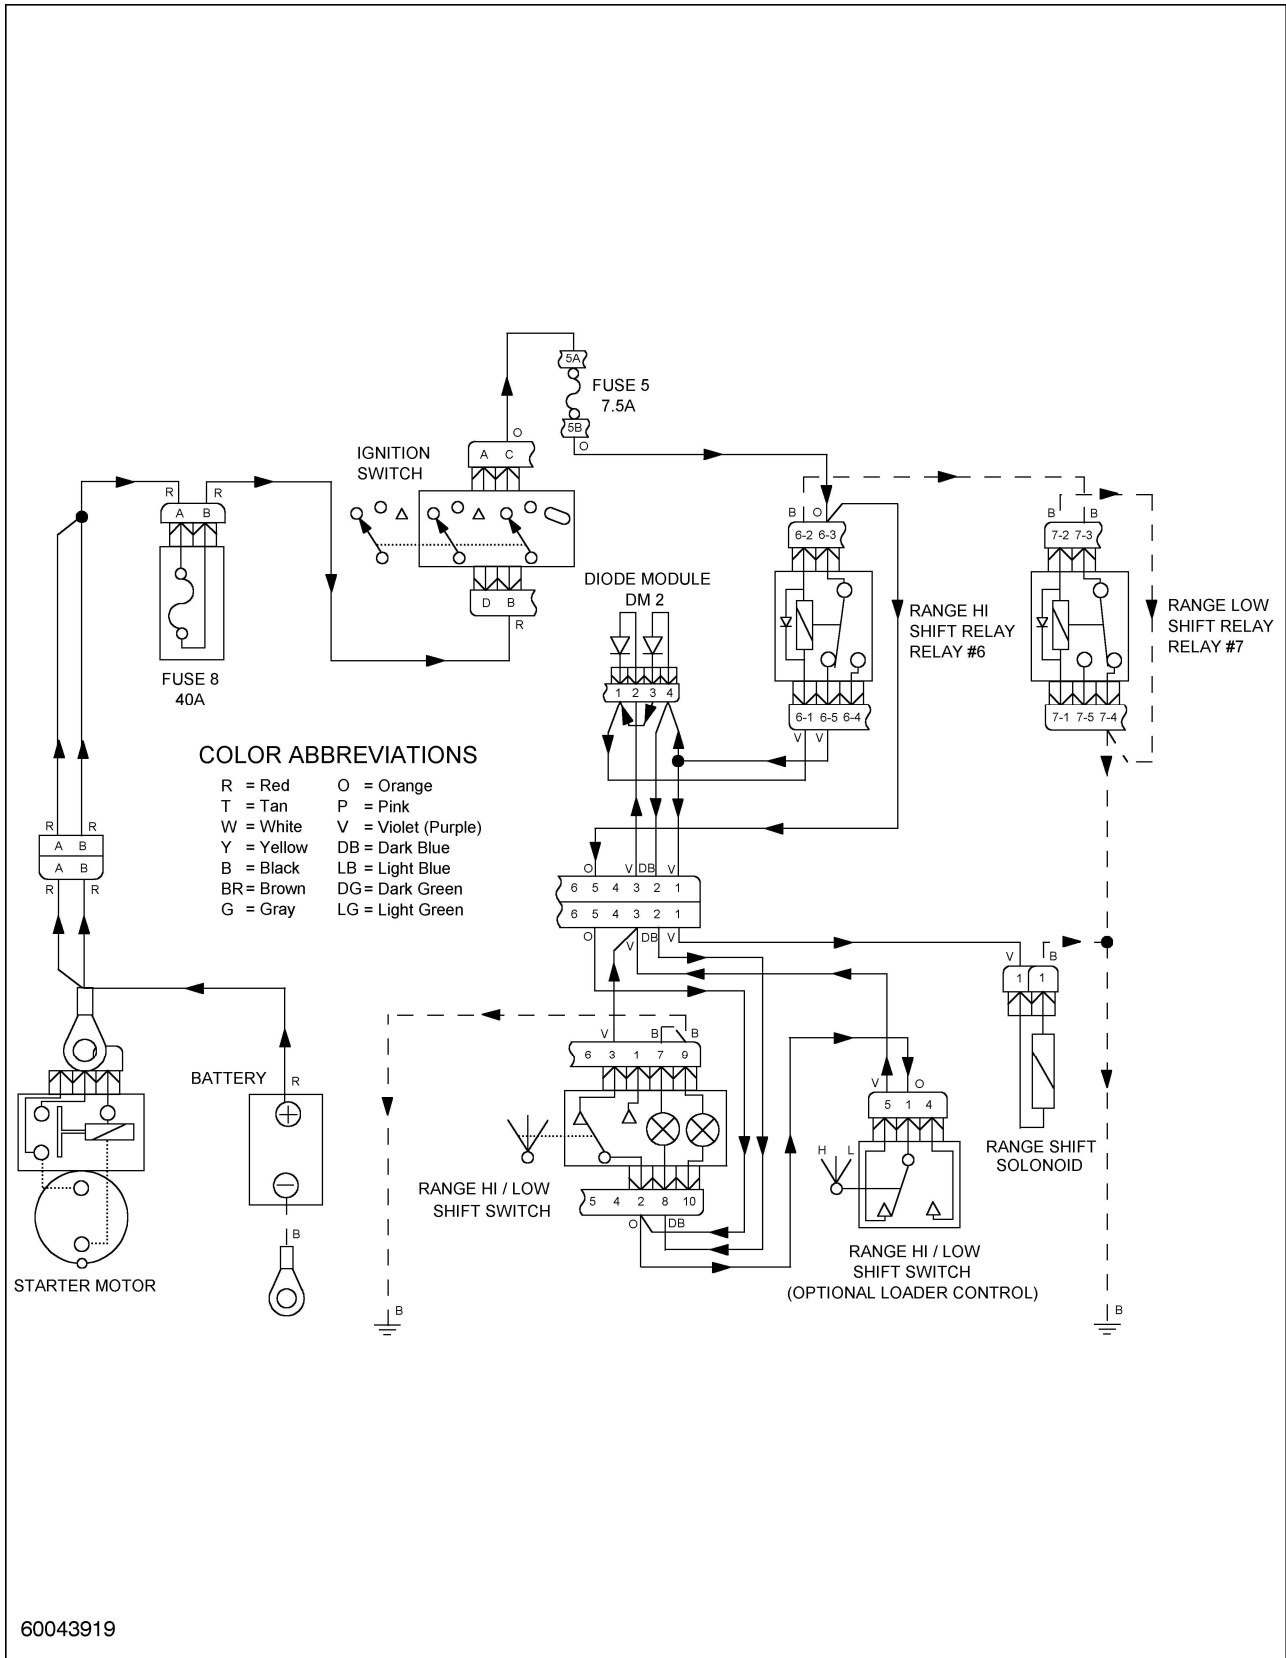 5A
FUSE 5
7.5A
5B
O
O
IGNITION
SWITCH
A C
R R
A B
B O
6-2 6-3
B B
7-2 7-3
DIODE MODULE
DM 2
D B
R
RANGE HI
SHIFT RELAY
RELAY #6
RANGE LOW
SHIFT RELAY
RELAY #7
FUSE 8
40A
1 2 3 4
6-1 6-5 6-4
V V
7-1 7-5 7-4
COLOR ABBREVIATIONS
R = Red O = Orange
T = Tan P = Pink
W = White V = Violet (Purple)
Y = Yellow DB = Dark Blue
B = Black LB = Light Blue
BR = Brown DG = Dark Green
G = Gray LG = Light Green
R R
A B
A B
R R
O V DB V
6 5 4 3 2 1
6 5 4 3 2 1
O V DB V
V B
1 1
V B B
6 3 1 7 9
BATTERY R
V O
5 1 4
H L
RANGE SHIFT
SOLONOID
RANGE HI / LOW
SHIFT SWITCH
5 4 2 8 10
O DB
B
STARTER MOTOR
RANGE HI / LOW
SHIFT SWITCH
(OPTIONAL LOADER CONTROL)
B
B
60043919